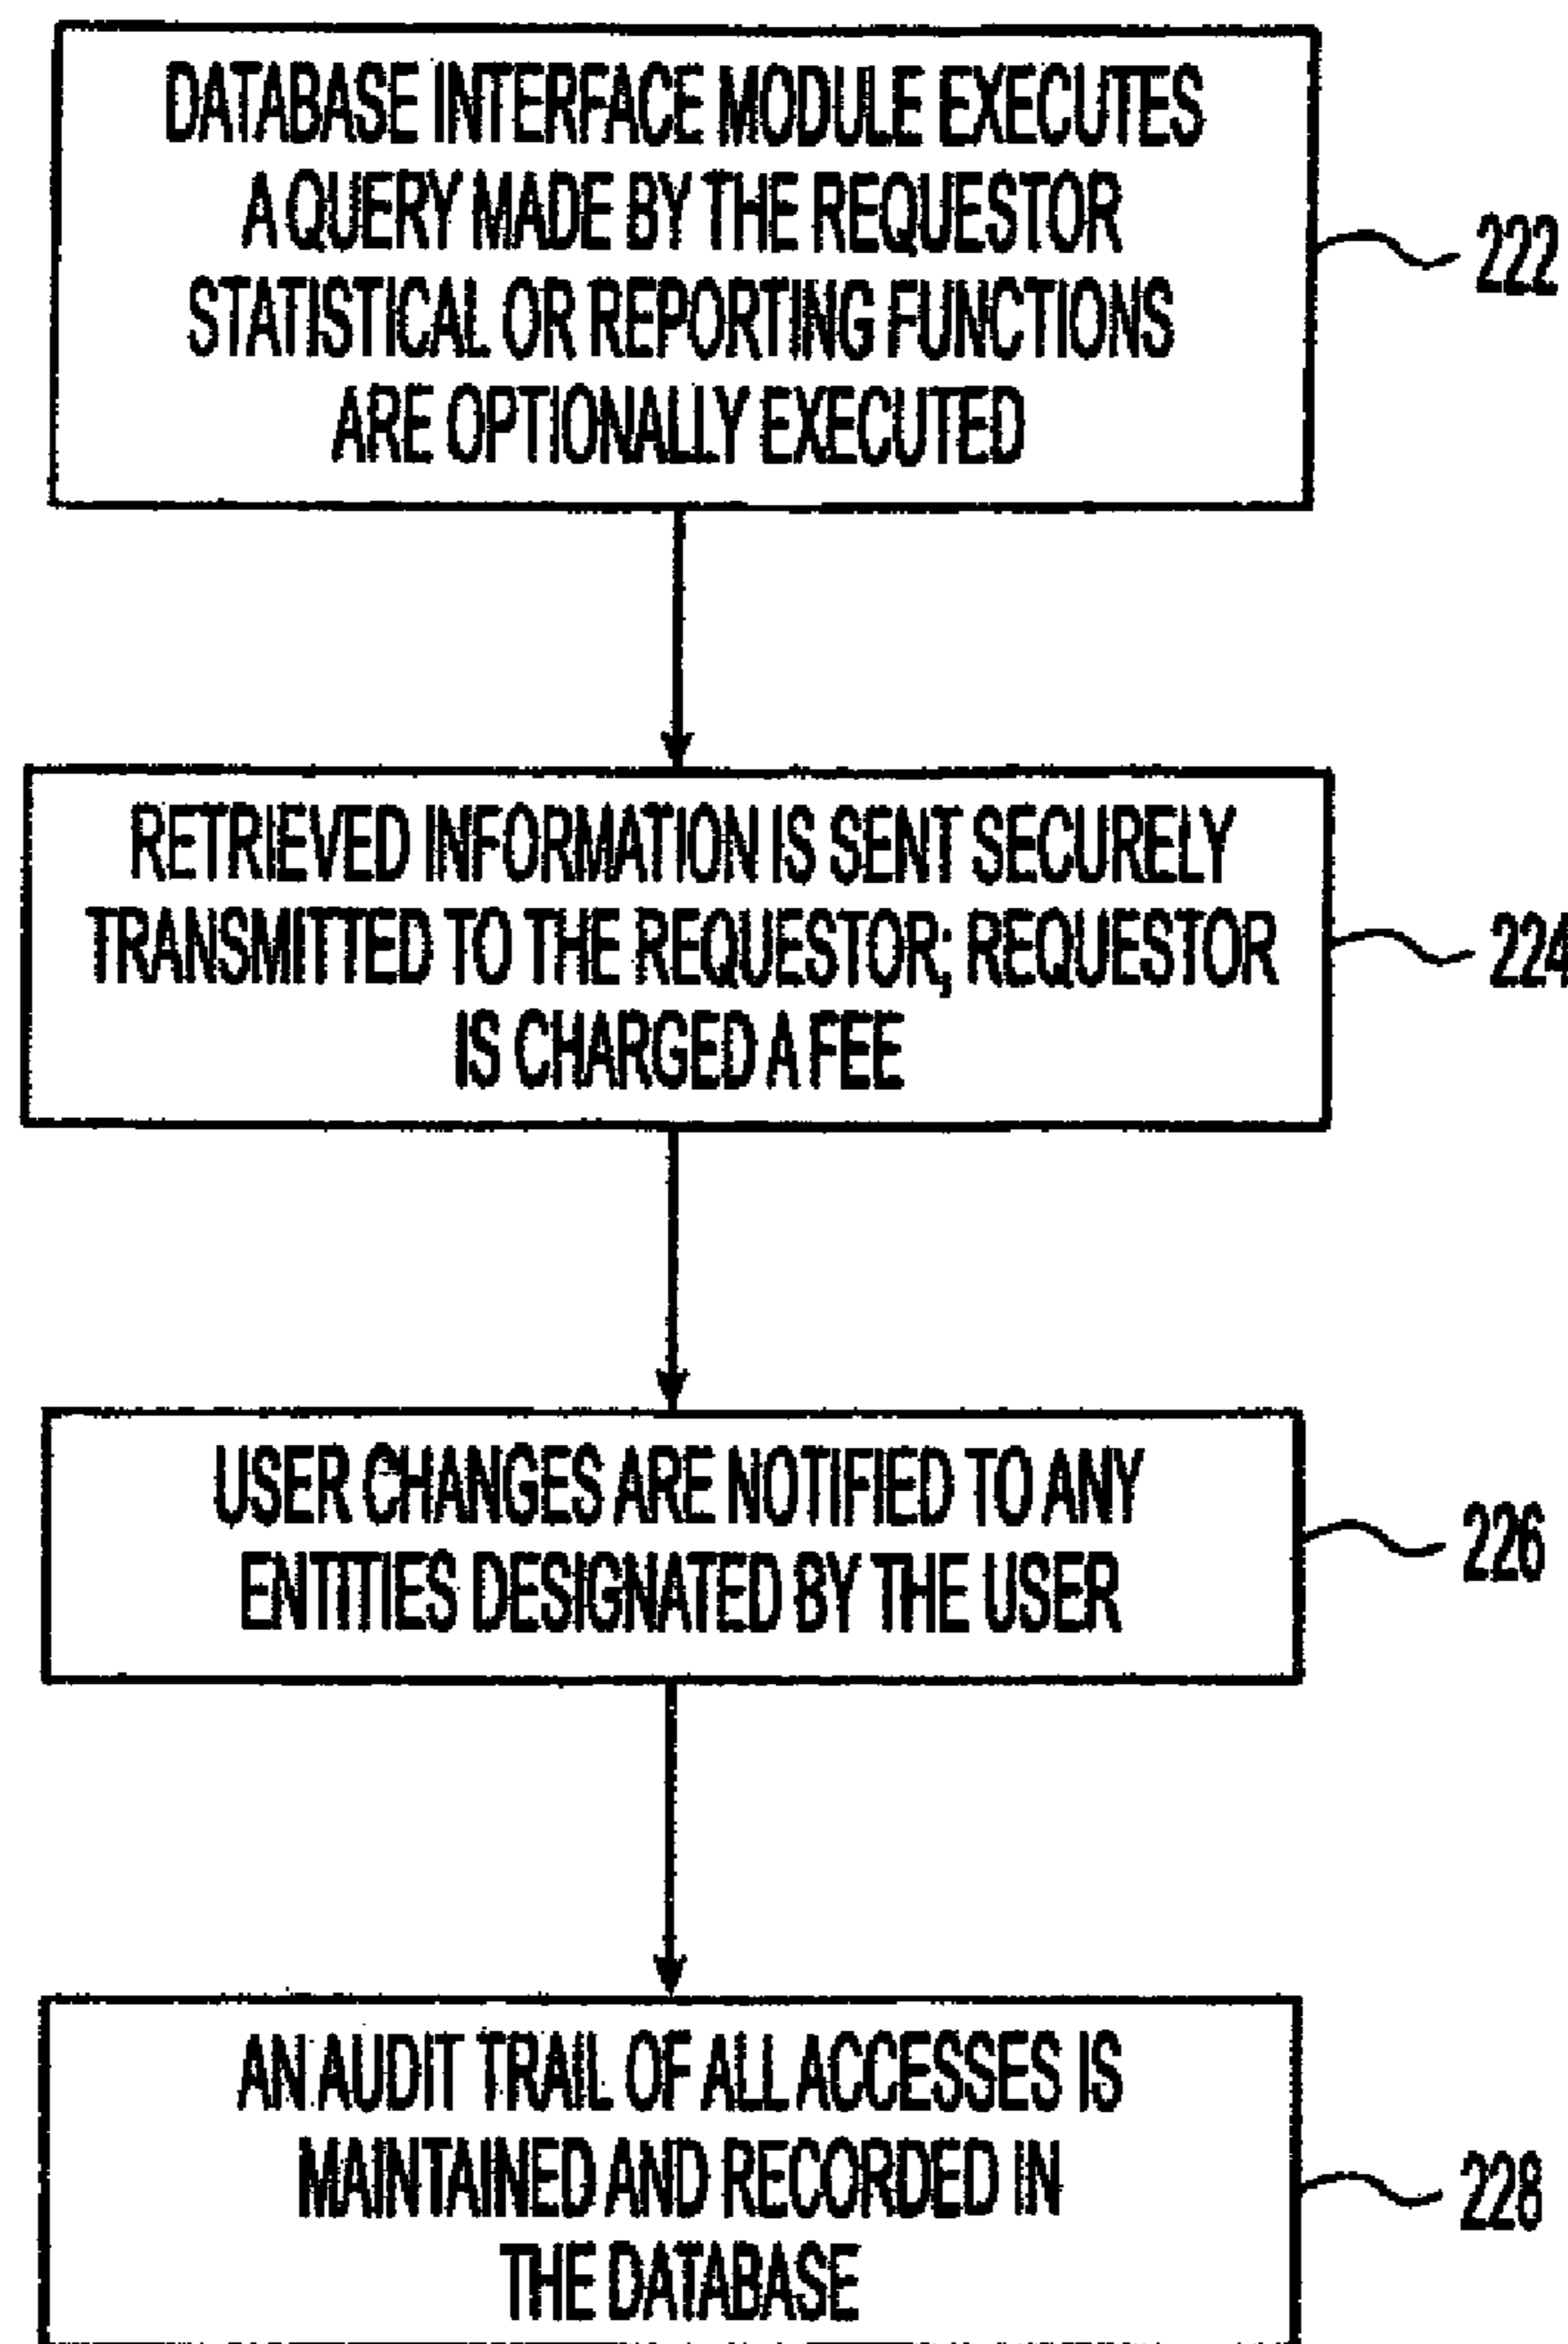 DATABASE INTERFACE MODULE EXECUTES
A QUERY MADE BY THE REQUESTOR
STATISTICAL OR REPORTING FUNCTIONS
ARE OPTIONALLY EXECUTED
222
RETRIEVED INFORMATION IS SENT SECURELY
TRANSMITTED TO THE REQUESTOR; REQUESTOR
IS CHARGED A FEE
224
USER CHANGES ARE NOTIFIED TO ANY
ENTITIES DESIGNATED BY THE USER
226
AN AUDIT TRAIL OF ALL ACCESSES IS
MAINTAINED AND RECORDED IN
THE DATABASE
228